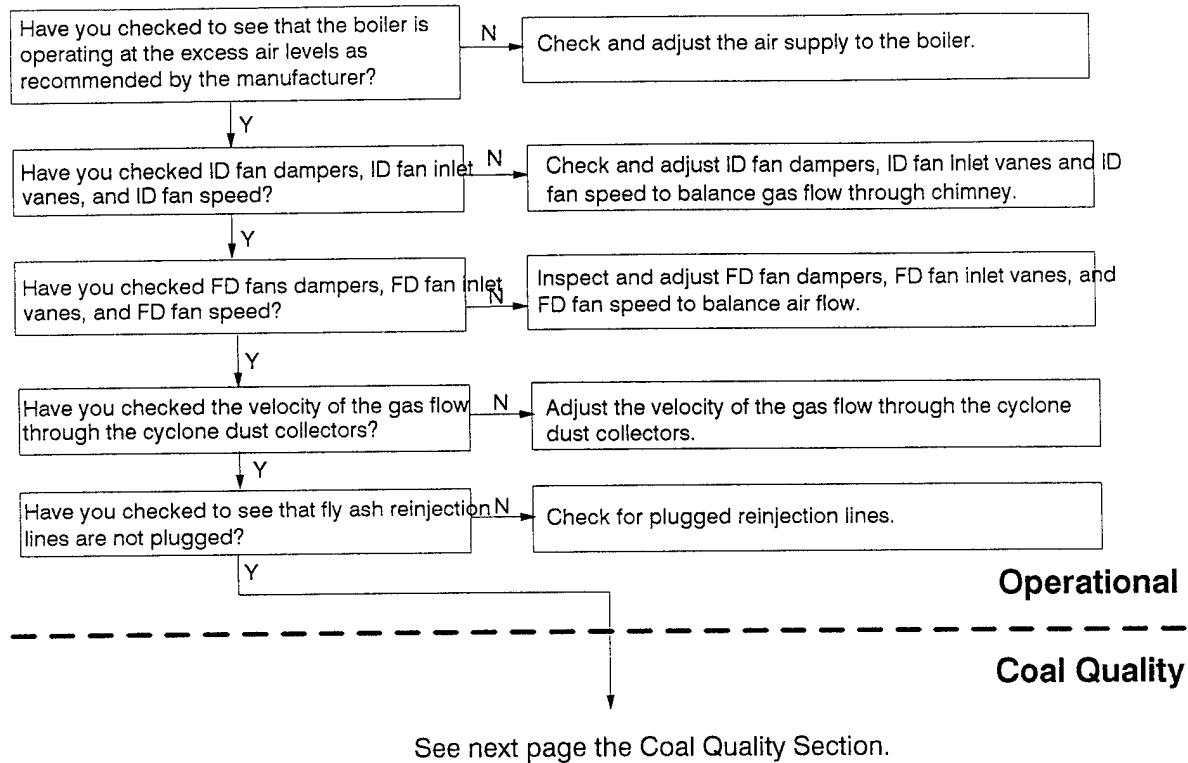 Have you checked to see that the boiler is
operating at the excess air levels as
recommended by the manufacturer?
N
Check and adjust the air supply to the boiler.
Y
Have you checked ID fan dampers, ID fan inlet
vanes, and ID fan speed?
N
Check and adjust ID fan dampers, ID fan inlet vanes and ID
fan speed to balance gas flow through chimney.
Y
Have you checked FD fans dampers, FD fan inlet
vanes, and FD fan speed?
N
Inspect and adjust FD fan dampers, FD fan inlet vanes, and
FD fan speed to balance air flow.
Y
Have you checked the velocity of the gas flow
through the cyclone dust collectors?
N
Adjust the velocity of the gas flow through the cyclone
dust collectors.
Y
Have you checked to see that fly ash reinjection
lines are not plugged?
N
Check for plugged reinjection lines.
Y
Operational
Coal Quality
See next page the Coal Quality Section.